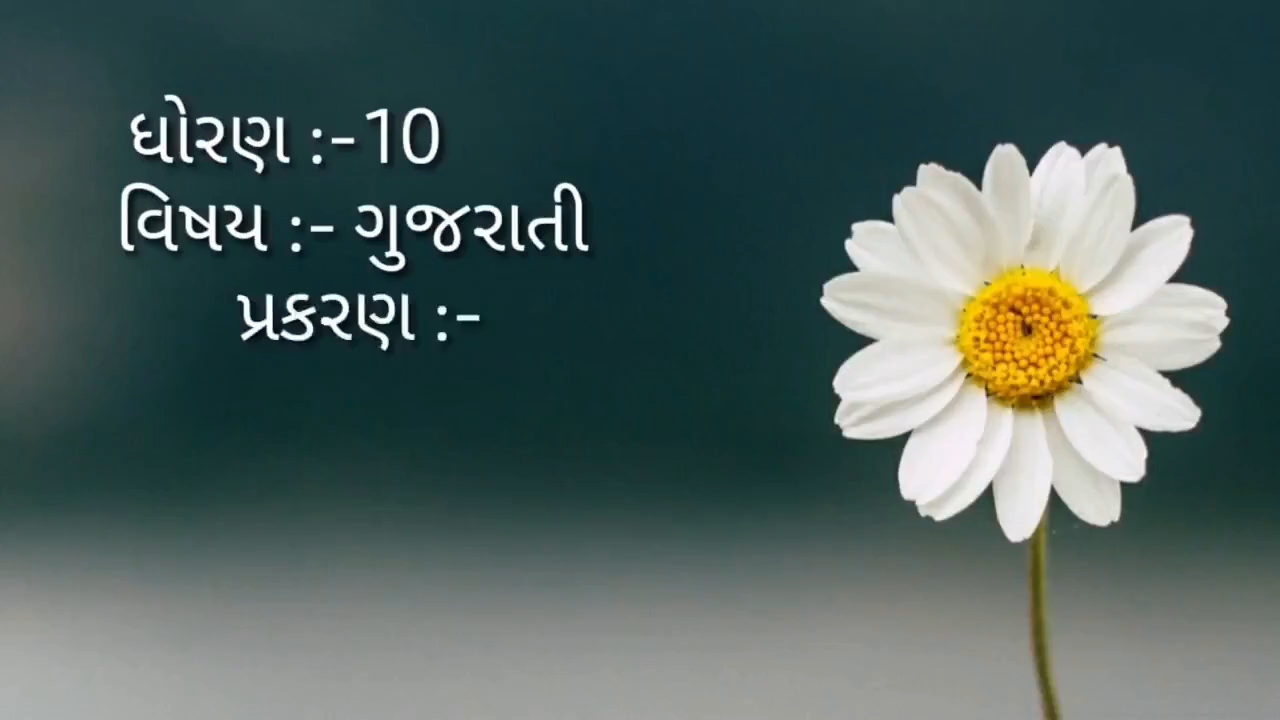 ધોરણ :-10
વિષય :- ગુજરાતી
પ્રકરણ :-